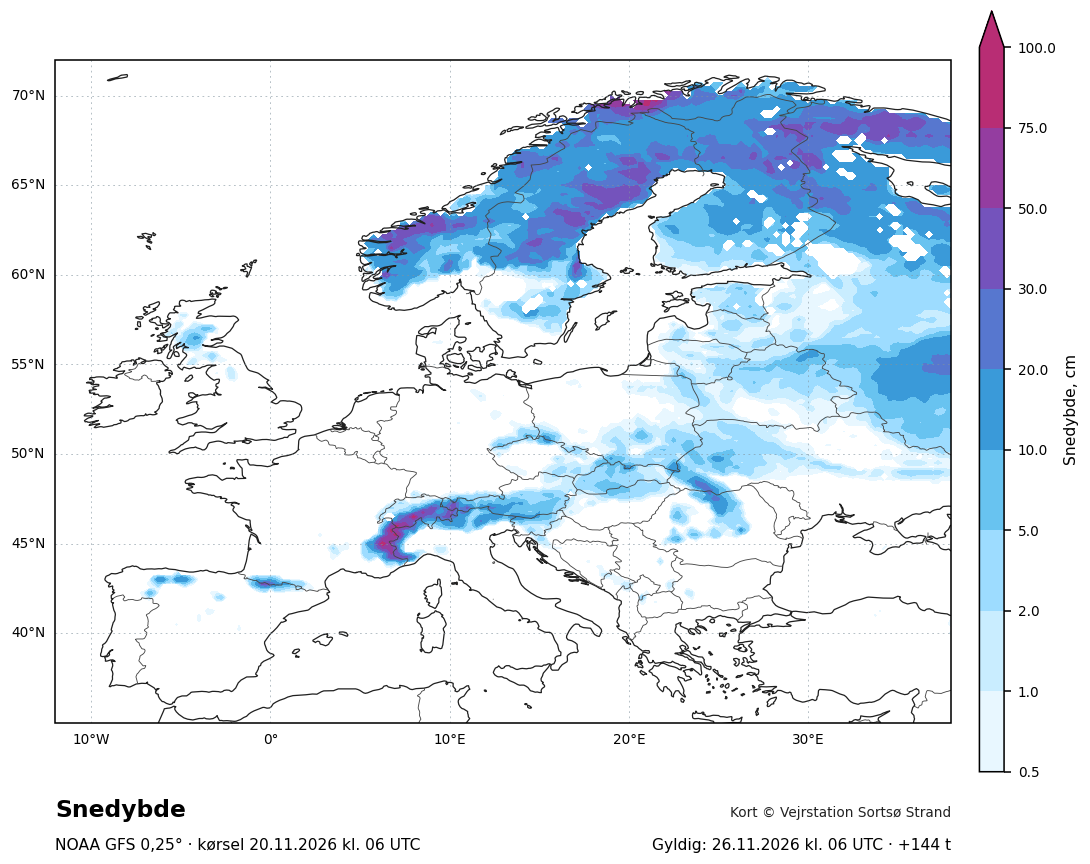 100.0
75.0
50.0
30.0
20.0
10.0
5.0
2.0
1.0
0.5
Snedybde, cm
70°N
65°N
60°N
55°N
50°N
45°N
40°N
10°W 0° 10°E 20°E 30°E
Snedybde
Kort © Vejrstation Sortsø Strand
NOAA GFS 0,25° · kørsel 20.11.2026 kl. 06 UTC
Gyldig: 26.11.2026 kl. 06 UTC · +144 t